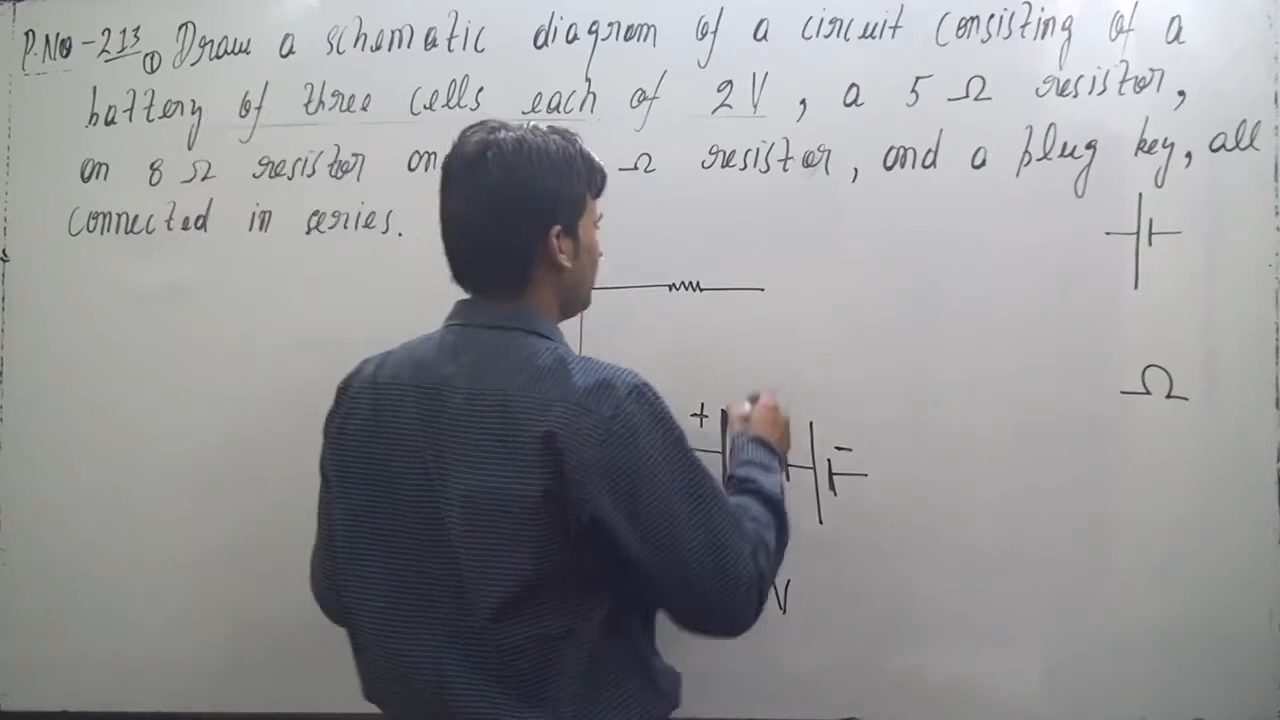 P.No-213 ① Draw a schematic diagram of a circuit consisting of a
battery of three cells each of 2 V, a 5 Ω resistor,
an 8 Ω resistor an Ω resistor, and a plug key, all
connected in series.
+
-
Ω
V